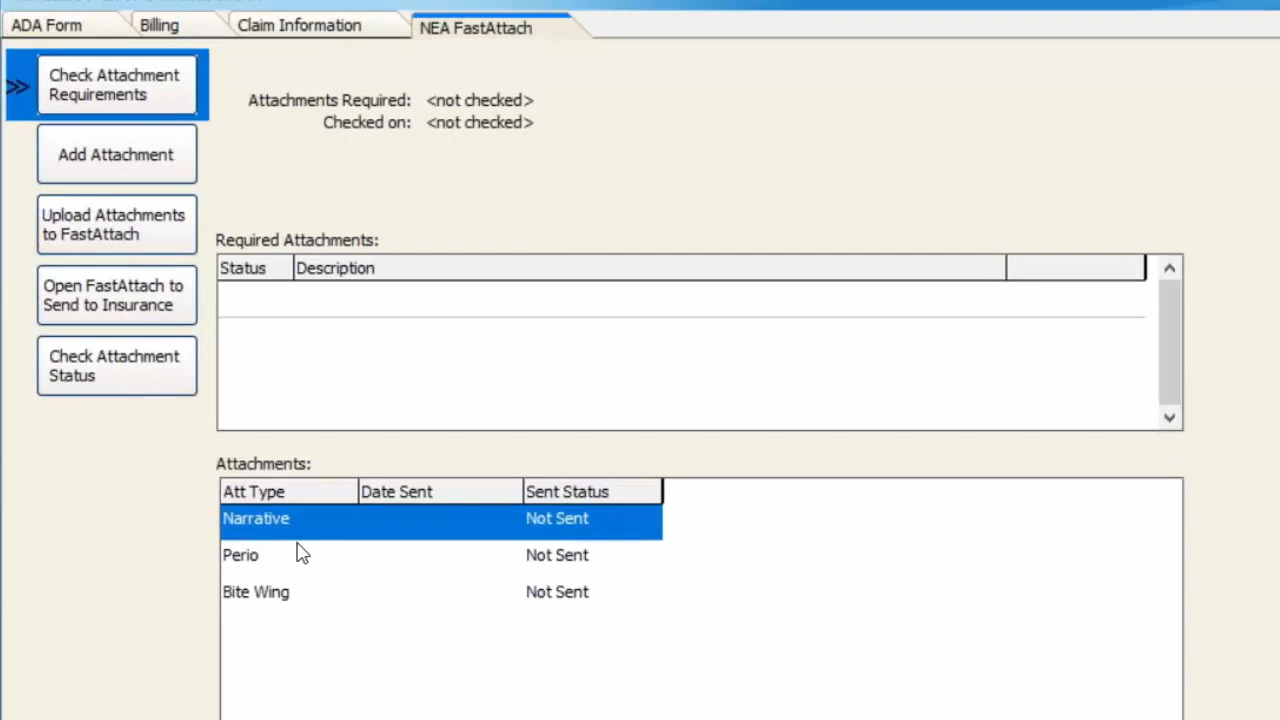 ADA Form Billing Claim Information NEA FastAttach
Check Attachment
Requirements
Attachments Required: <not checked>
Checked on: <not checked>
Add Attachment
Upload Attachments
to FastAttach
Open FastAttach to
Send to Insurance
Check Attachment
Status
Required Attachments:
Status Description
Attachments:
Att Type Date Sent Sent Status
Narrative Not Sent
Perio Not Sent
Bite Wing Not Sent